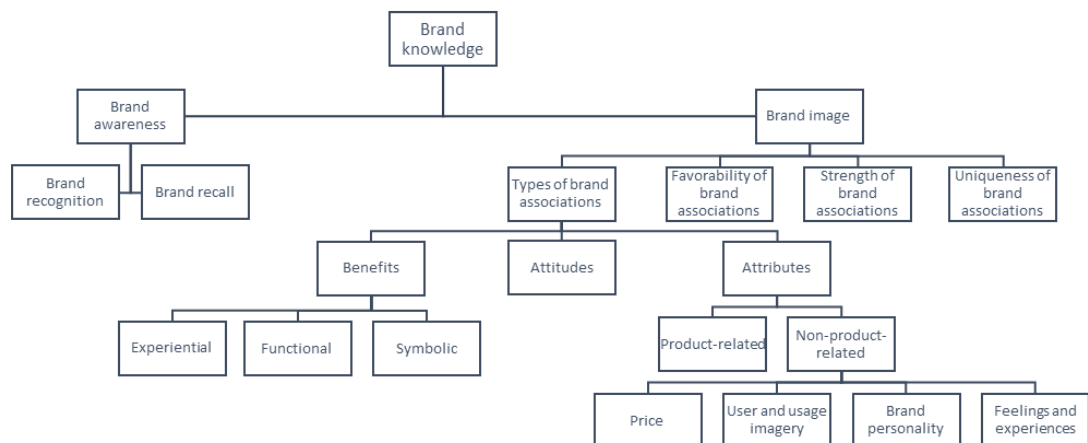 Brand
knowledge
Brand
awareness
Brand image
Brand
recognition
Brand recall
Types of brand
associations
Favorability of
brand
associations
Strength of
brand
associations
Uniqueness of
brand
associations
Benefits
Attitudes
Attributes
Experiential
Functional
Symbolic
Product-related
Non-product-
related
Price
User and usage
imagery
Brand
personality
Feelings and
experiences